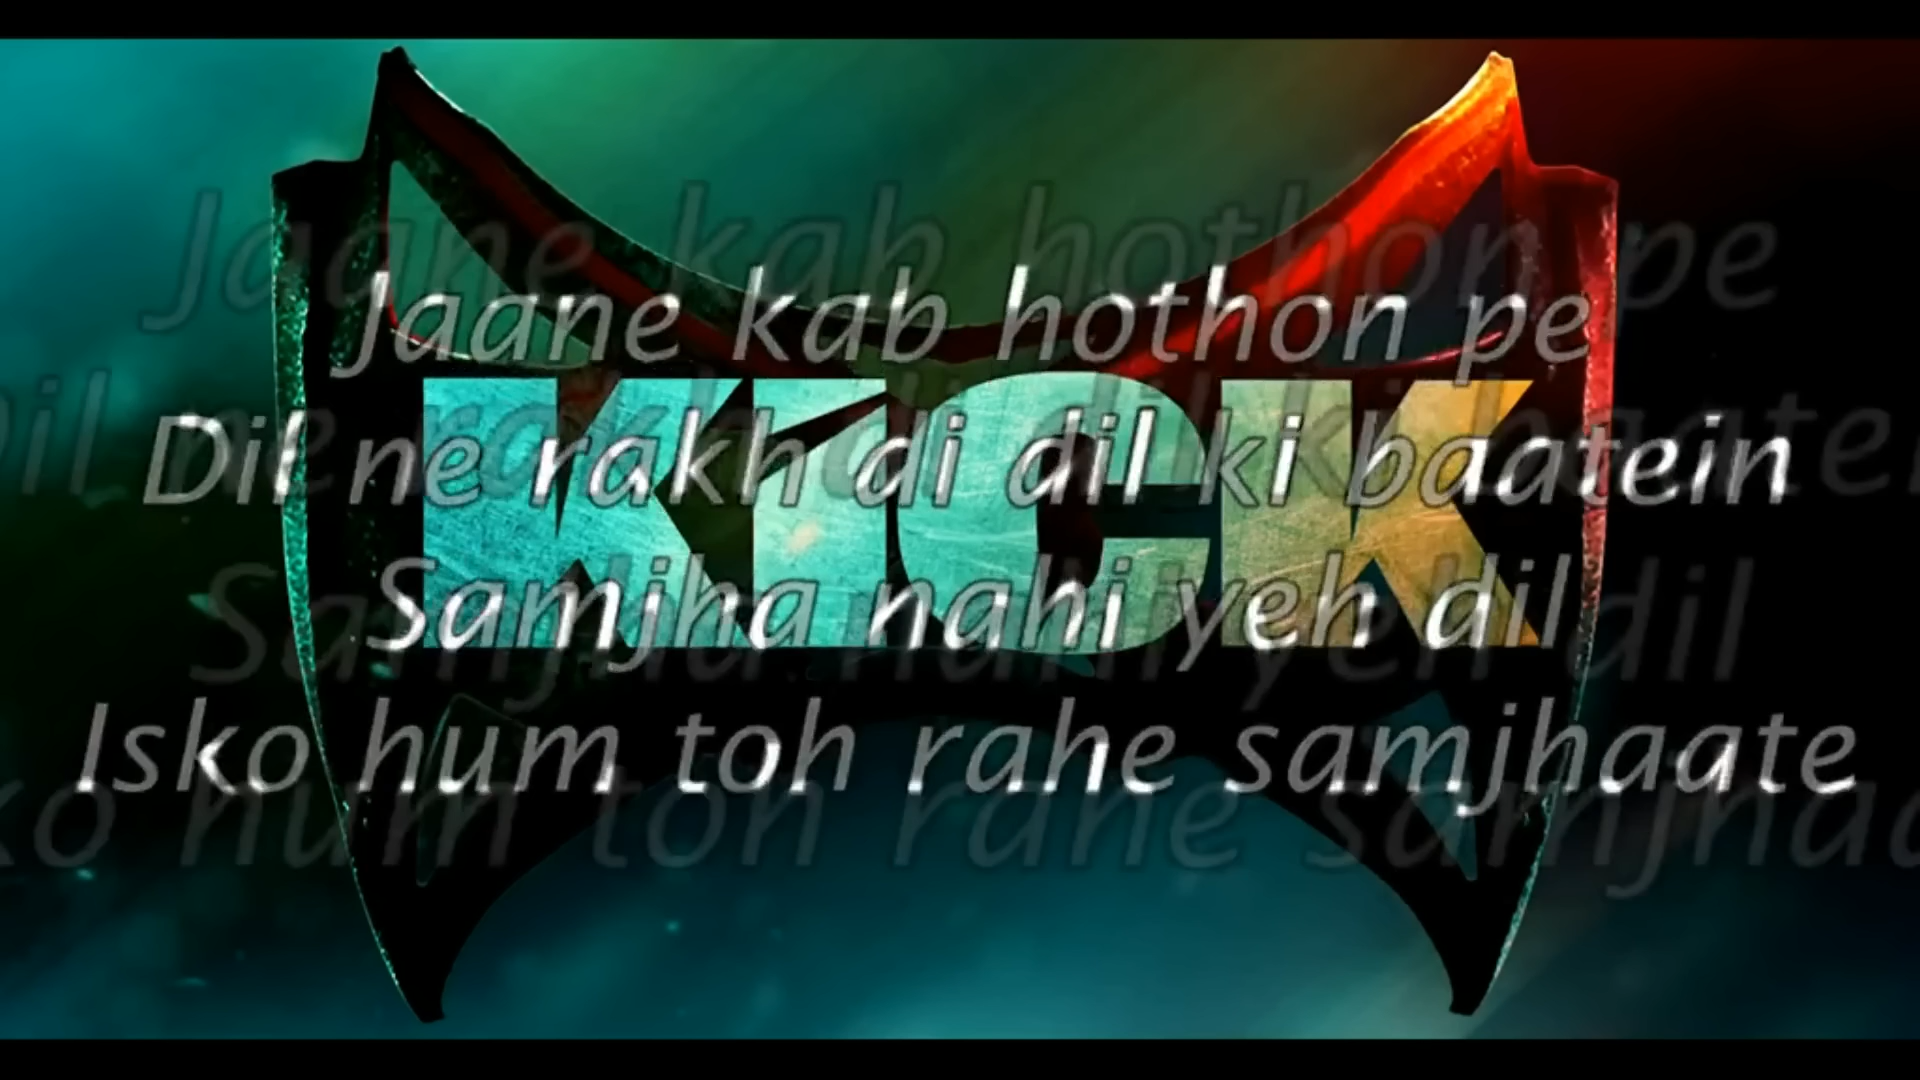 Jaane kab hothon pe
KICK
Dil ne rakh di dil ki baatein
Samjha nahi yeh dil
Isko hum toh rahe samjhaate